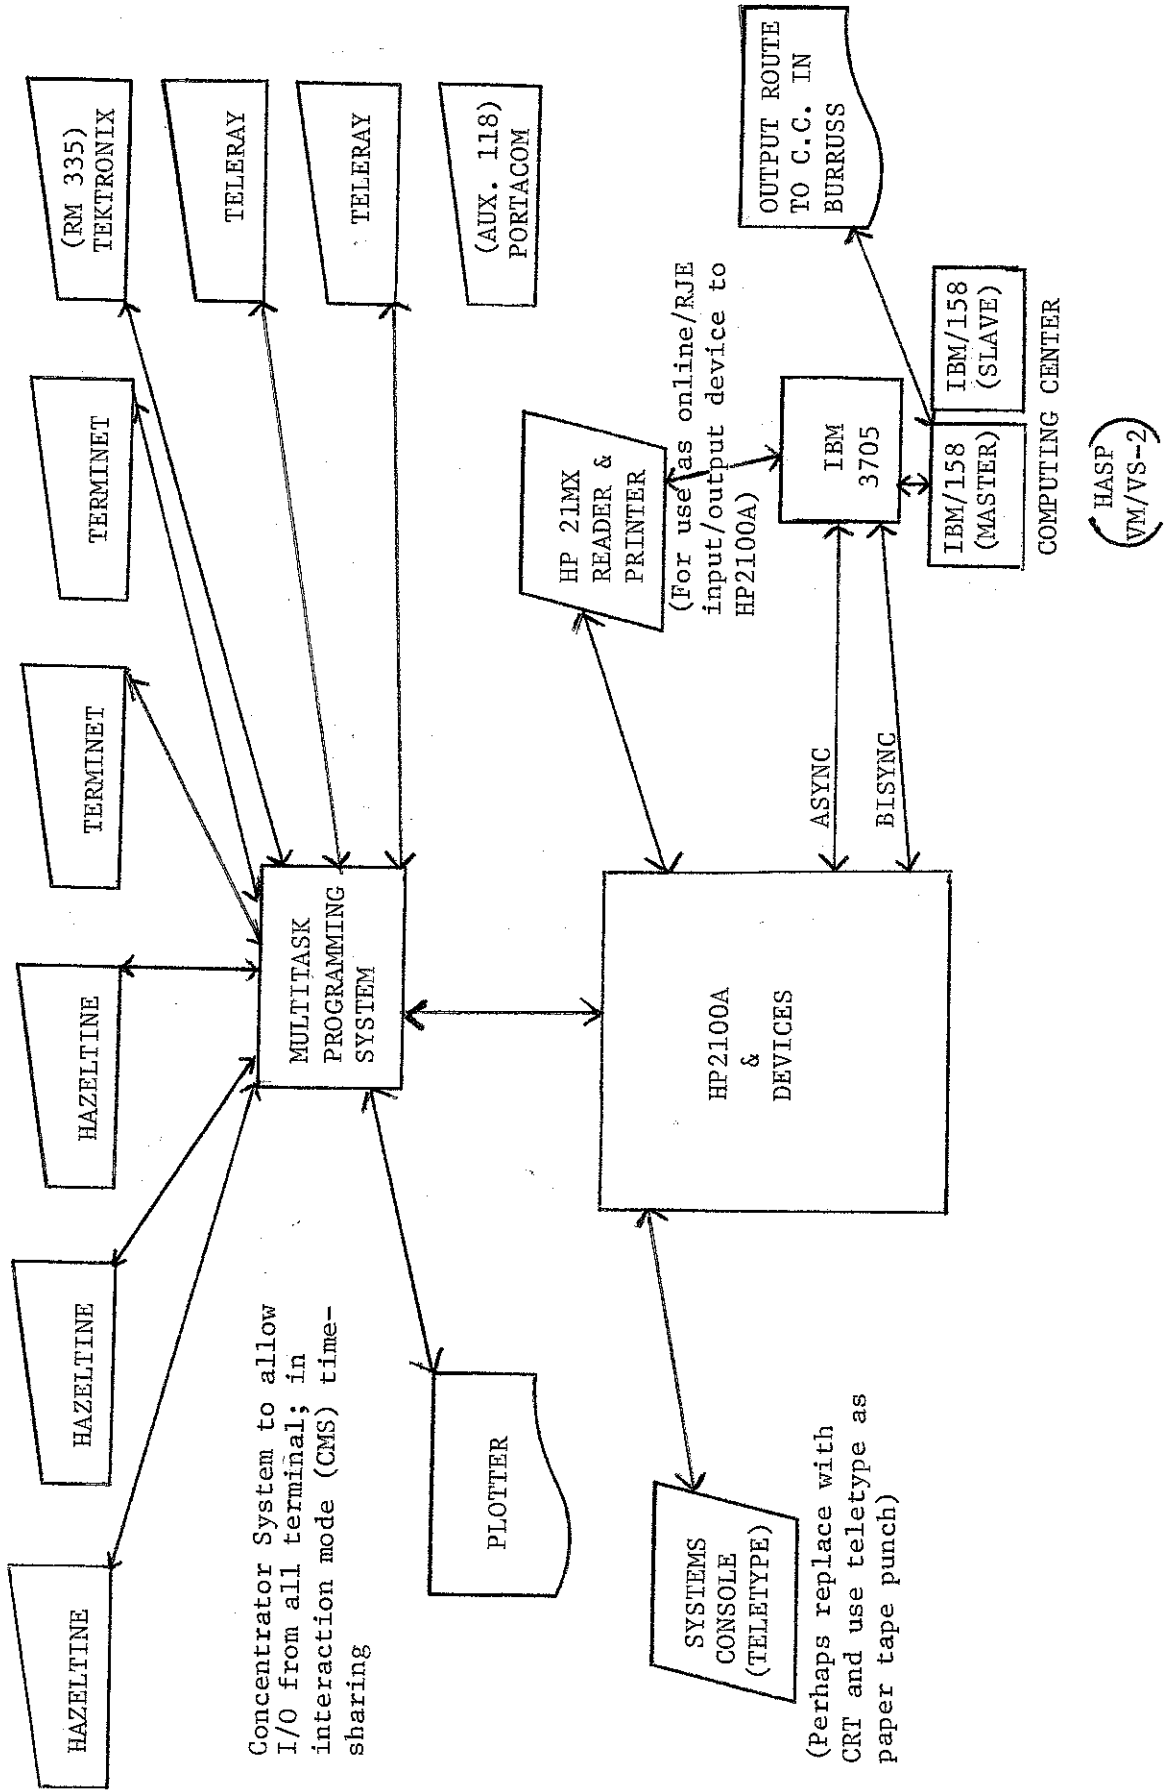 HAZELTINE
HAZELTINE
HAZELTINE
TERMINET
TERMINET
(RM 335)
TEKTRONIX
TELERAY
TELERAY
(AUX. 118)
PORTACOM
Concentrator System to allow
I/O from all terminal; in
interaction mode (CMS) time-
sharing
MULTITASK
PROGRAMMING
SYSTEM
PLOTTER
SYSTEMS
CONSOLE
(TELETYPE)
(Perhaps replace with
CRT and use teletype as
paper tape punch)
HP2100A
&
DEVICES
HP 21MX
READER &
PRINTER
(For use as online/RJE
input/output device to
HP2100A)
ASYNC
BISYNC
IBM
3705
IBM/158
(MASTER)
IBM/158
(SLAVE)
COMPUTING CENTER
(HASP
VM/VS-2)
OUTPUT ROUTE
TO C.C. IN
BURRUSS